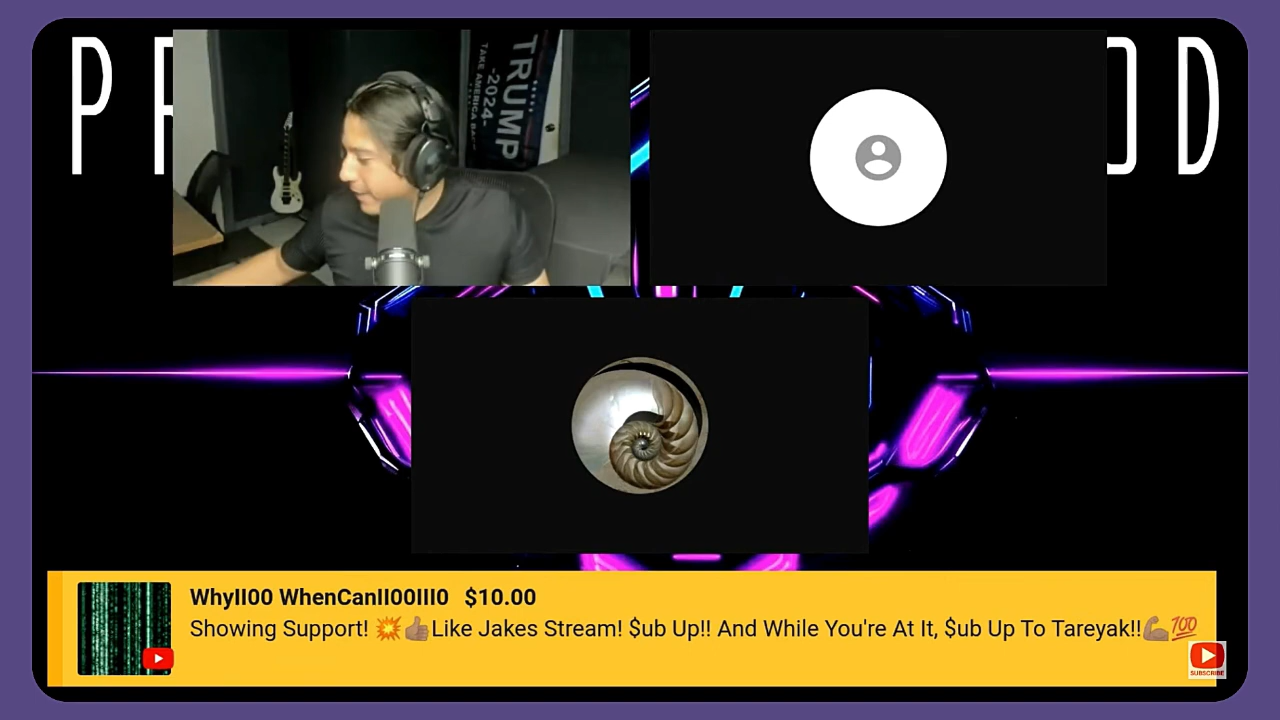 TRUMP
-2024-
WhyII00 WhenCanII00III0 $10.00
Showing Support! 💥👍🏽Like Jakes Stream! $ub Up!! And While You're At It, $ub Up To Tareyak!!💪🏽💯
SUBSCRIBE